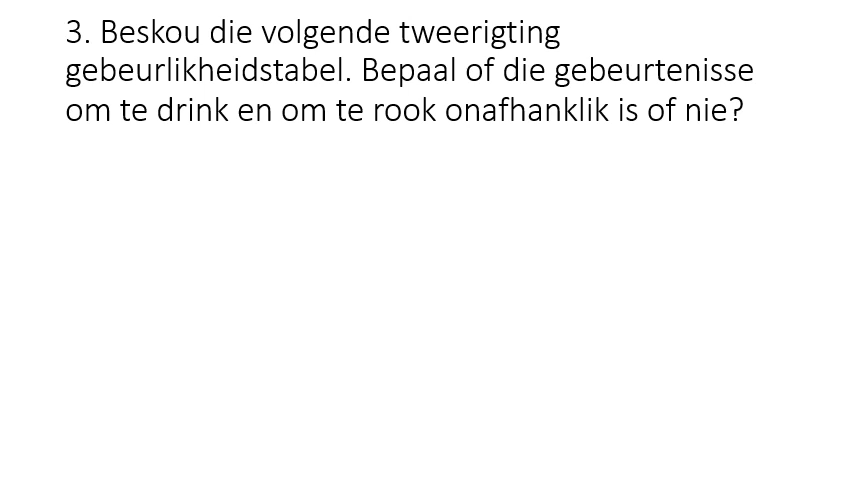 3. Beskou die volgende tweerigting
gebeurlikheidstabel. Bepaal of die gebeurtenisse
om te drink en om te rook onafhanklik is of nie?